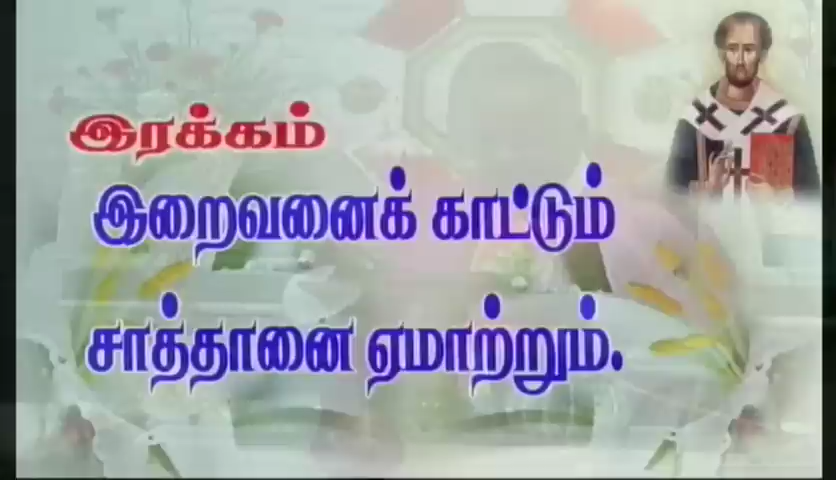 இரக்கம்
இறைவனைக் காட்டும்
சாத்தானை ஏமாற்றும்.